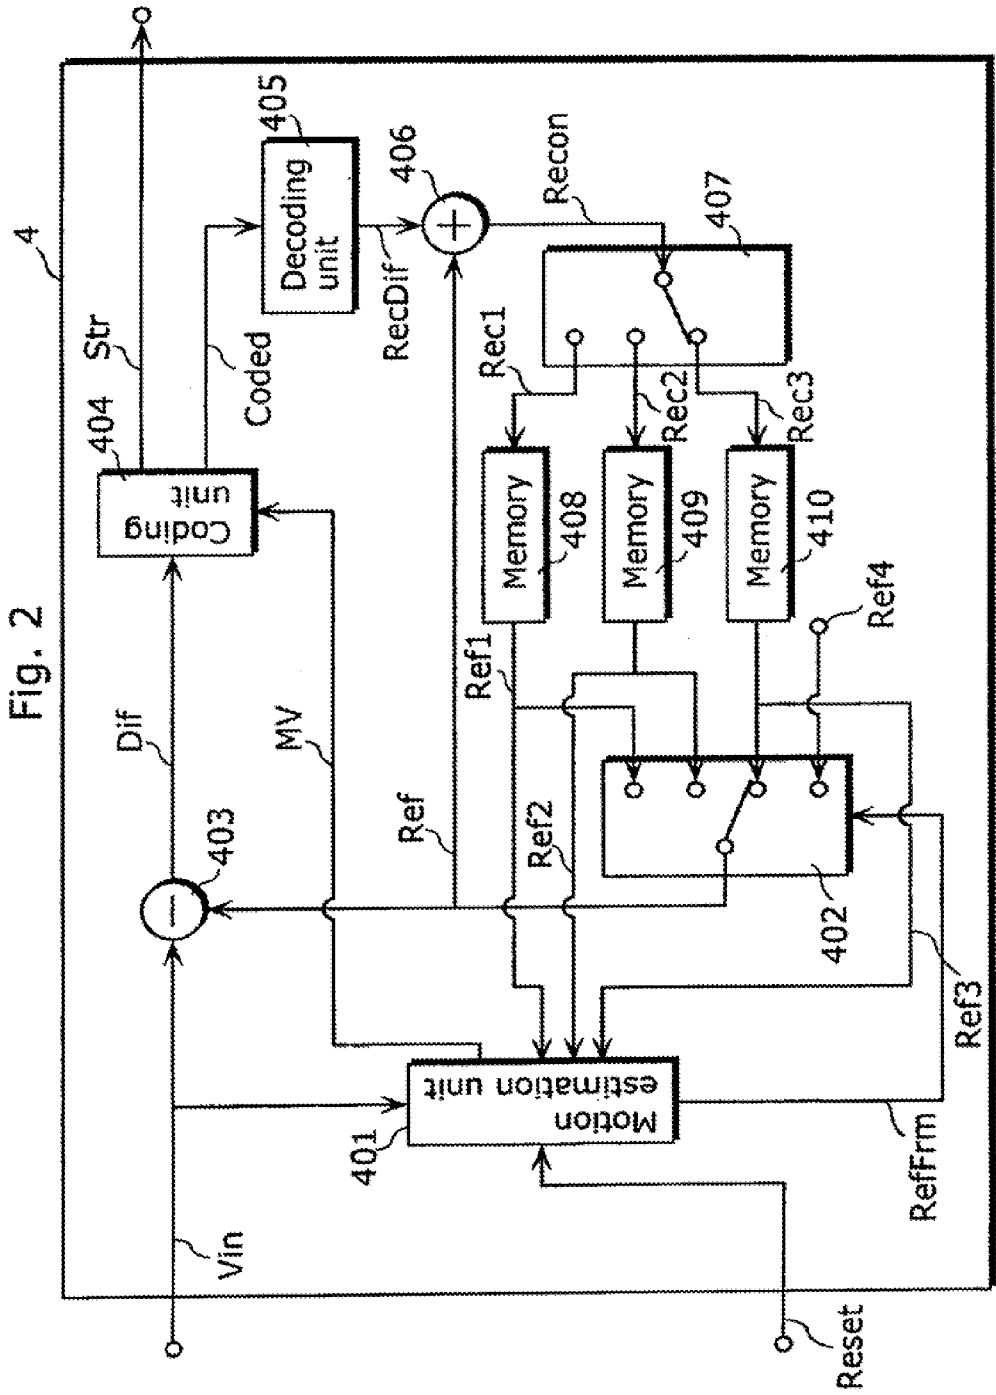 Fig. 2
4
Vin
403
Dif
404
Coding
unit
Str
MV
Coded
405
Decoding
unit
RecDif
406
Ref
Recon
401
Motion
estimation unit
Ref1
Ref2
Memory
408
Rec1
Memory
409
Rec2
Memory
410
Rec3
407
402
Ref4
Ref3
RefFrm
Reset